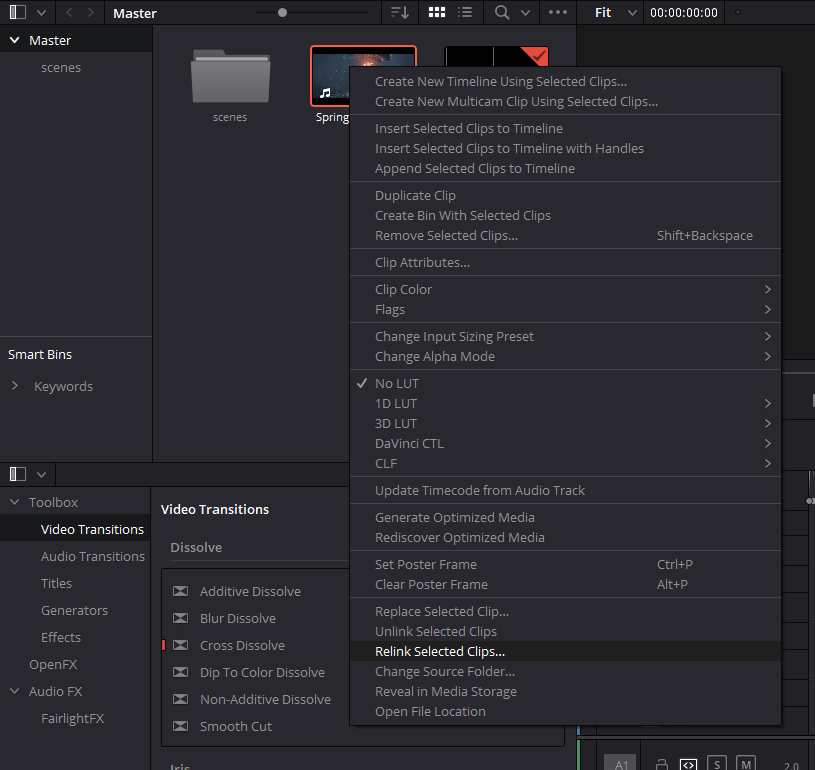 Master
Fit
00:00:00:00
Master
scenes
scenes
Spring
Create New Timeline Using Selected Clips...
Create New Multicam Clip Using Selected Clips...
Insert Selected Clips to Timeline
Insert Selected Clips to Timeline with Handles
Append Selected Clips to Timeline
Duplicate Clip
Create Bin With Selected Clips
Remove Selected Clips... Shift+Backspace
Clip Attributes...
Clip Color
Flags
Change Input Sizing Preset
Change Alpha Mode
No LUT
1D LUT
3D LUT
DaVinci CTL
CLF
Update Timecode from Audio Track
Generate Optimized Media
Rediscover Optimized Media
Set Poster Frame Ctrl+P
Clear Poster Frame Alt+P
Replace Selected Clip...
Unlink Selected Clips
Relink Selected Clips...
Change Source Folder...
Reveal in Media Storage
Open File Location
Smart Bins
Keywords
Toolbox
Video Transitions
Audio Transitions
Titles
Generators
Effects
OpenFX
Audio FX
FairlightFX
Video Transitions
Dissolve
Additive Dissolve
Blur Dissolve
Cross Dissolve
Dip To Color Dissolve
Non-Additive Dissolve
Smooth Cut
Iris
A1
S
M
2.0